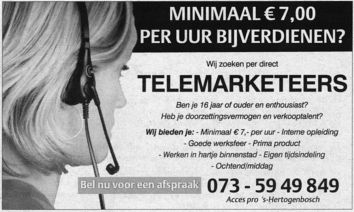 MINIMAAL € 7,00
PER UUR BIJVERDIENEN?
Wij zoeken per direct
TELEMARKETEERS
Ben je 16 jaar of ouder en enthousiast?
Heb je doorzettingsvermogen en verkooptalent?
Wij bieden je: - Minimaal € 7,- per uur - Interne opleiding
- Goede werksfeer - Prima product
- Werken in hartje binnenstad - Eigen tijdsindeling
- Ochtend/middag
Bel nu voor een afspraak 073 - 59 49 849
Acces pro 's-Hertogenbosch